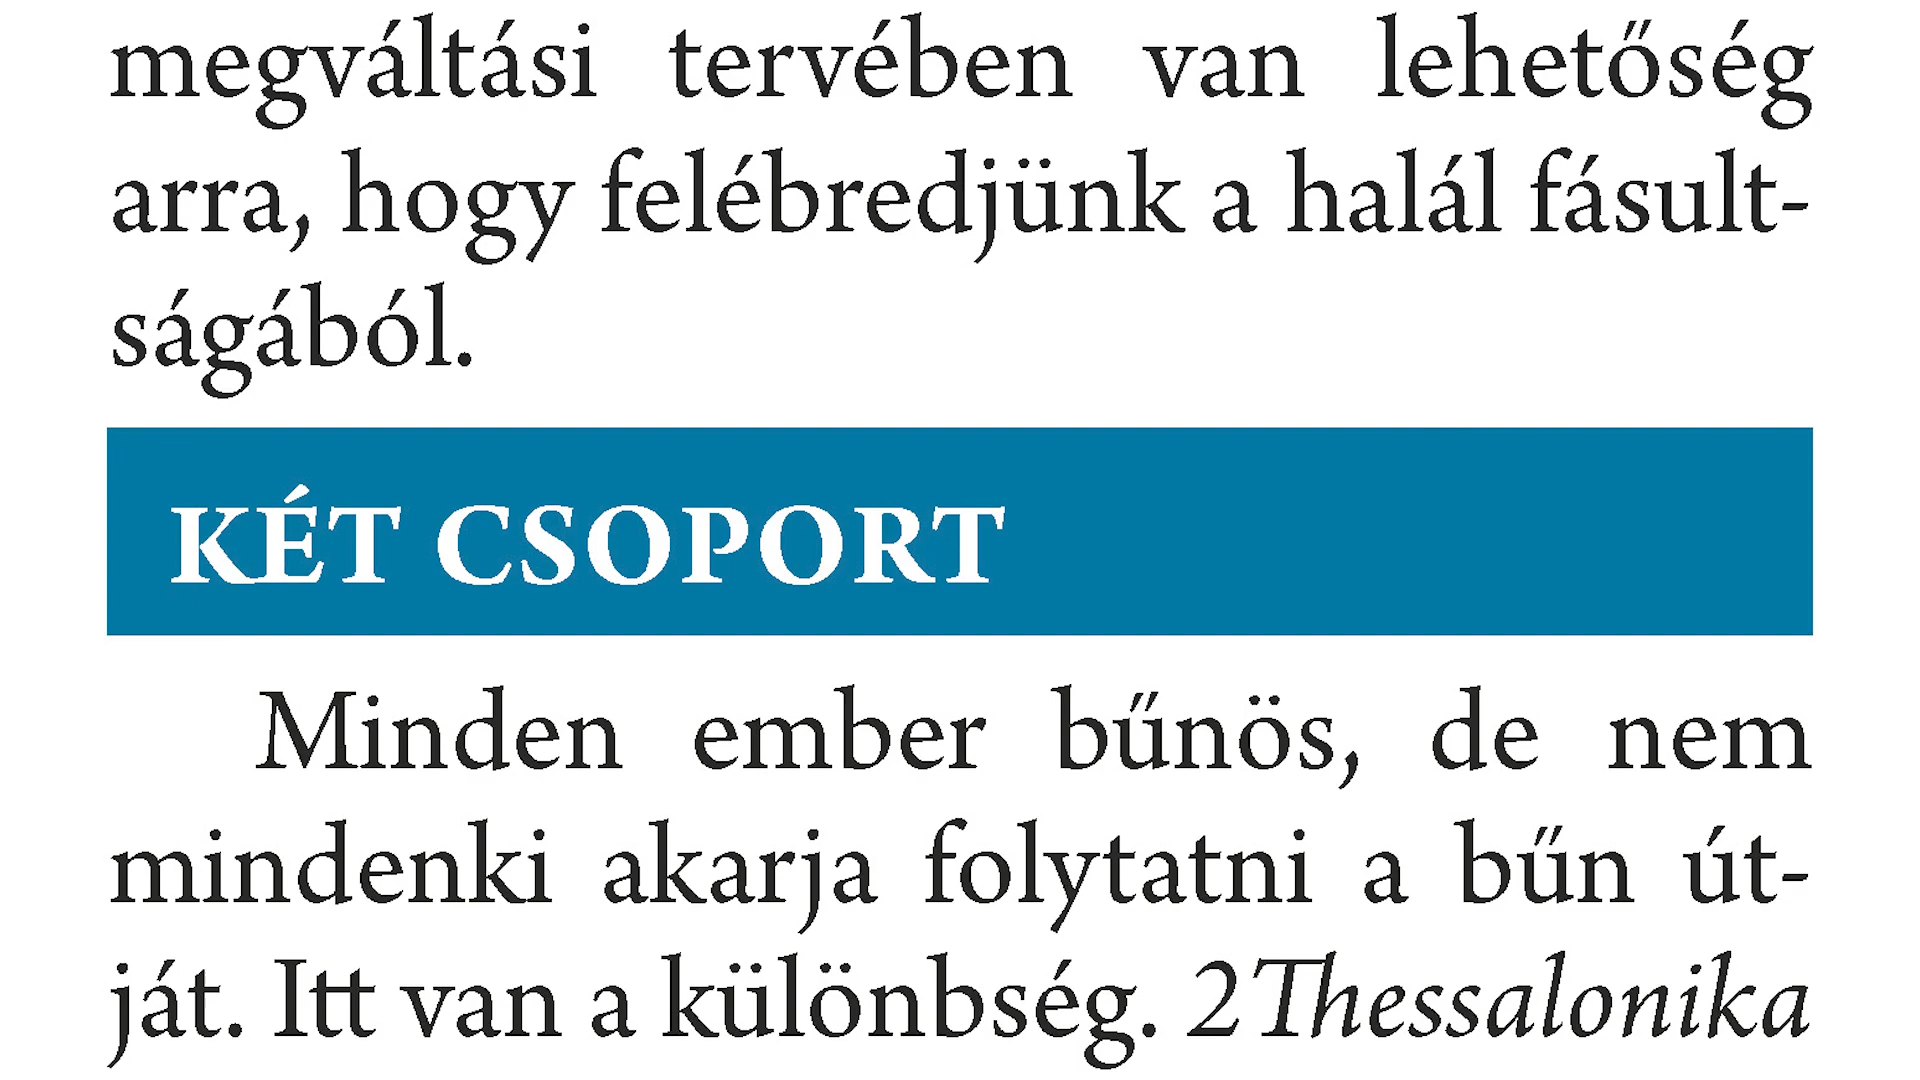 megváltási tervében van lehetőség
arra, hogy felébredjünk a halál fásult-
ságából.
KÉT CSOPORT
Minden ember bűnös, de nem
mindenki akarja folytatni a bűn út-
ját. Itt van a különbség. 2Thessalonika